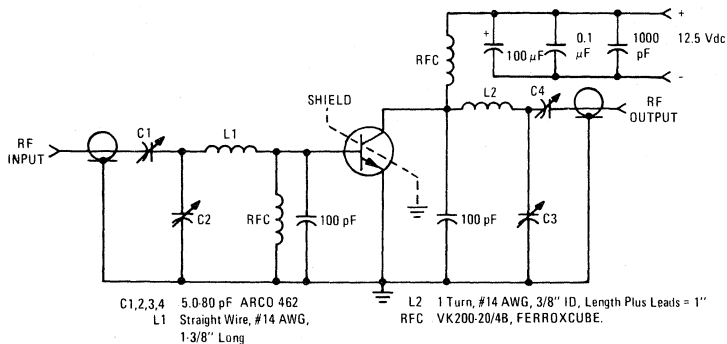 +
12.5 Vdc
-
RFC
+
100 µF
0.1
µF
1000
pF
SHIELD
L2
C4
RF
OUTPUT
C1
L1
RF
INPUT
C2
RFC
100 pF
100 pF
C3
C1,2,3,4 5.0-80 pF ARCO 462
L1 Straight Wire, #14 AWG,
1-3/8" Long
L2 1 Turn, #14 AWG, 3/8" ID, Length Plus Leads = 1"
RFC VK200-20/4B, FERROXCUBE.